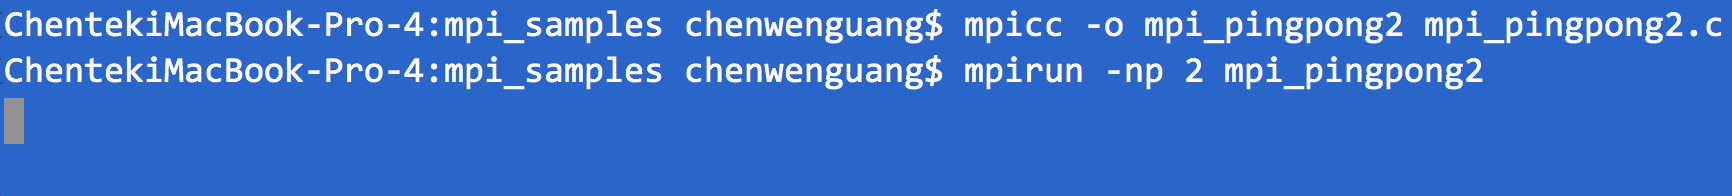 ChentekiMacBook-Pro-4:mpi_samples chenwenguang$ mpicc -o mpi_pingpong2 mpi_pingpong2.c
ChentekiMacBook-Pro-4:mpi_samples chenwenguang$ mpirun -np 2 mpi_pingpong2